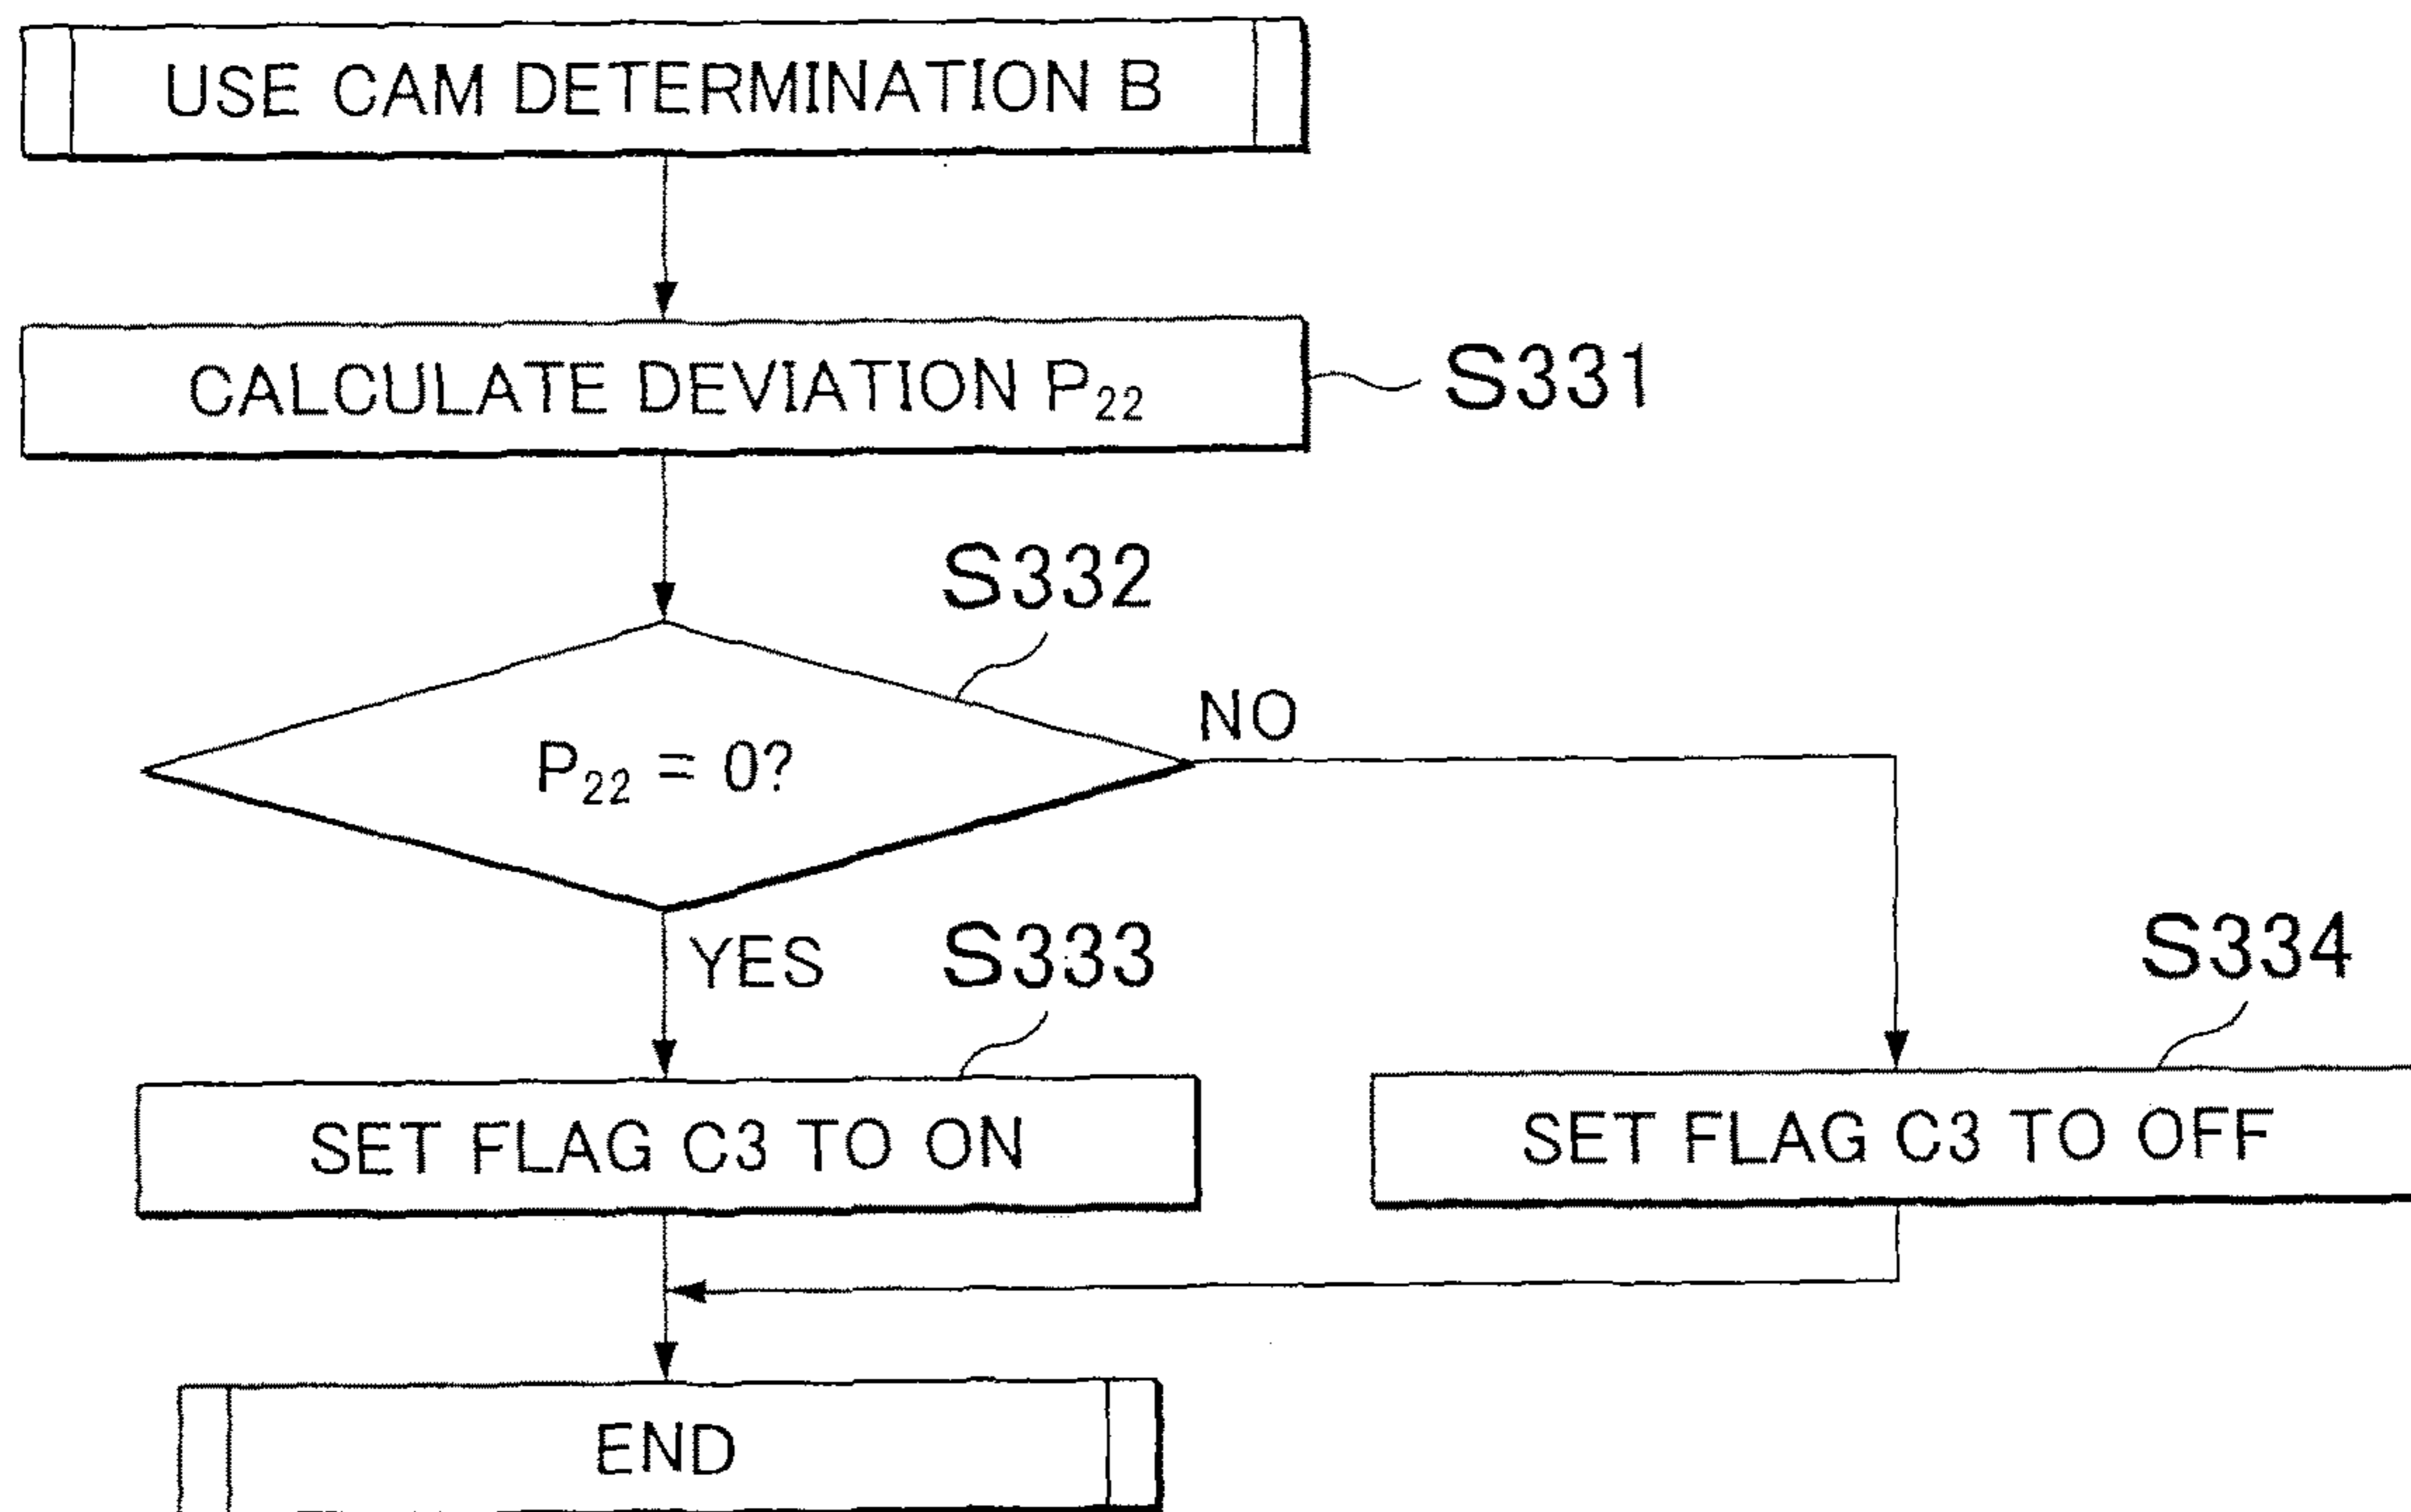 USE CAM DETERMINATION B
CALCULATE DEVIATION P₂₂
S331
S332
P₂₂ = 0?
NO
YES
S333
S334
SET FLAG C3 TO ON
SET FLAG C3 TO OFF
END